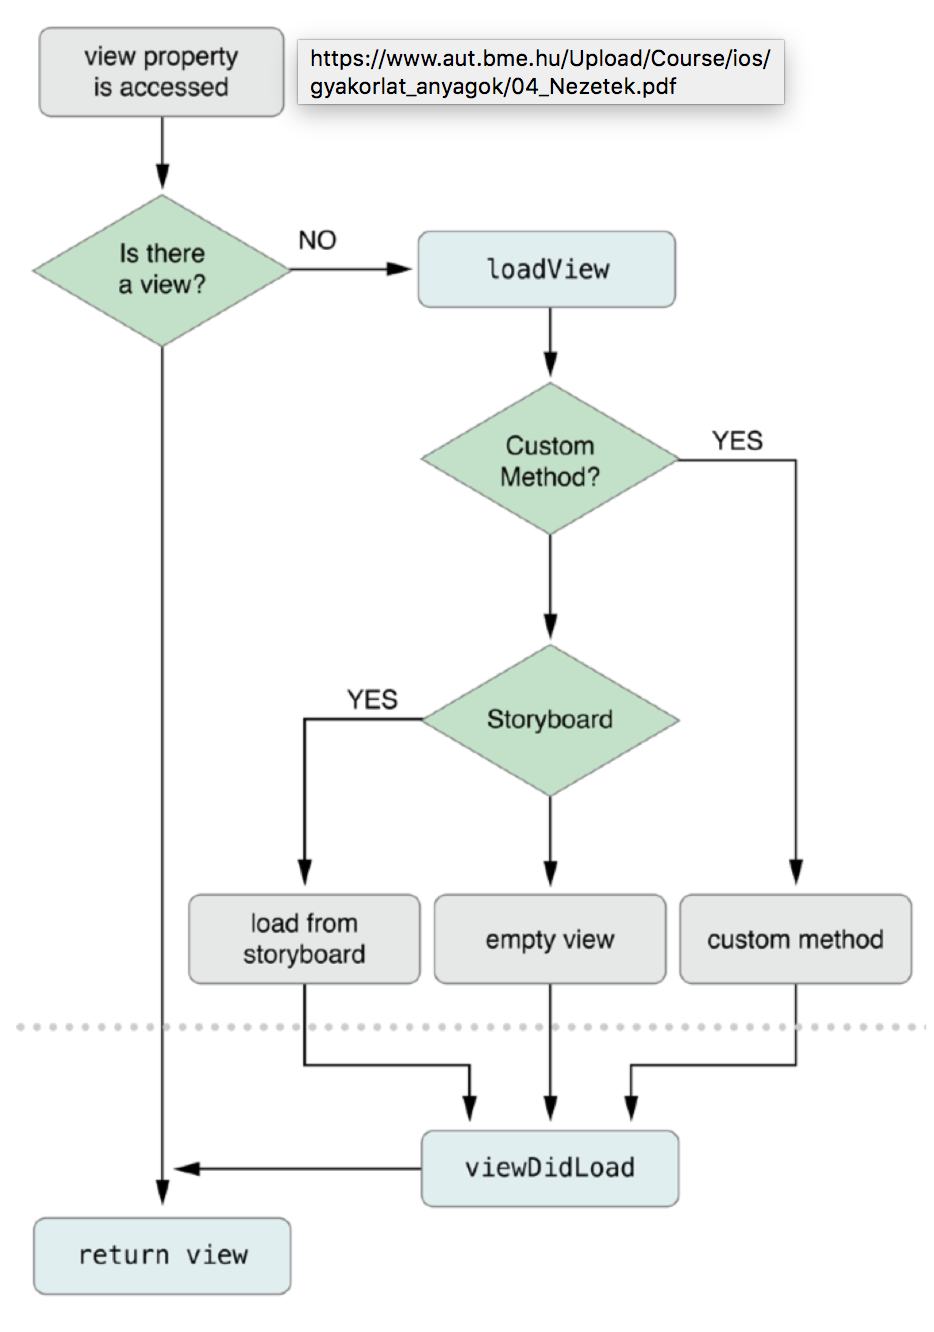 view property
is accessed
https://www.aut.bme.hu/Upload/Course/ios/
gyakorlat_anyagok/04_Nezetek.pdf
Is there
a view?
NO
loadView
Custom
Method?
YES
YES
Storyboard
load from
storyboard
empty view
custom method
viewDidLoad
return view